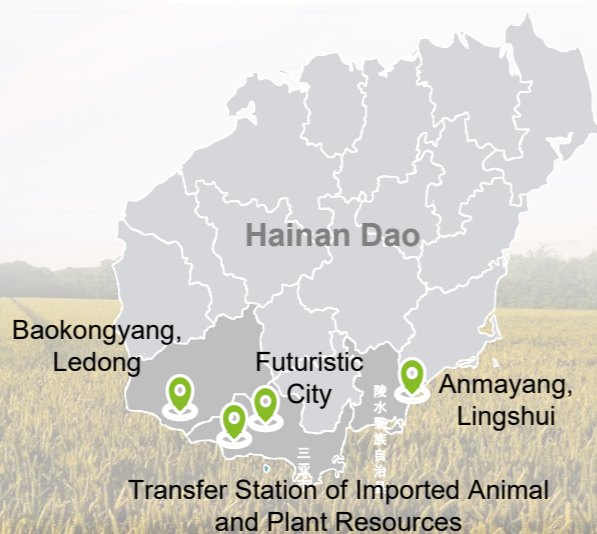 Hainan Dao
Baokongyang,
Ledong
Futuristic
City
Anmayang,
Lingshui
陵水黎族自治
三亚
Transfer Station of Imported Animal
and Plant Resources